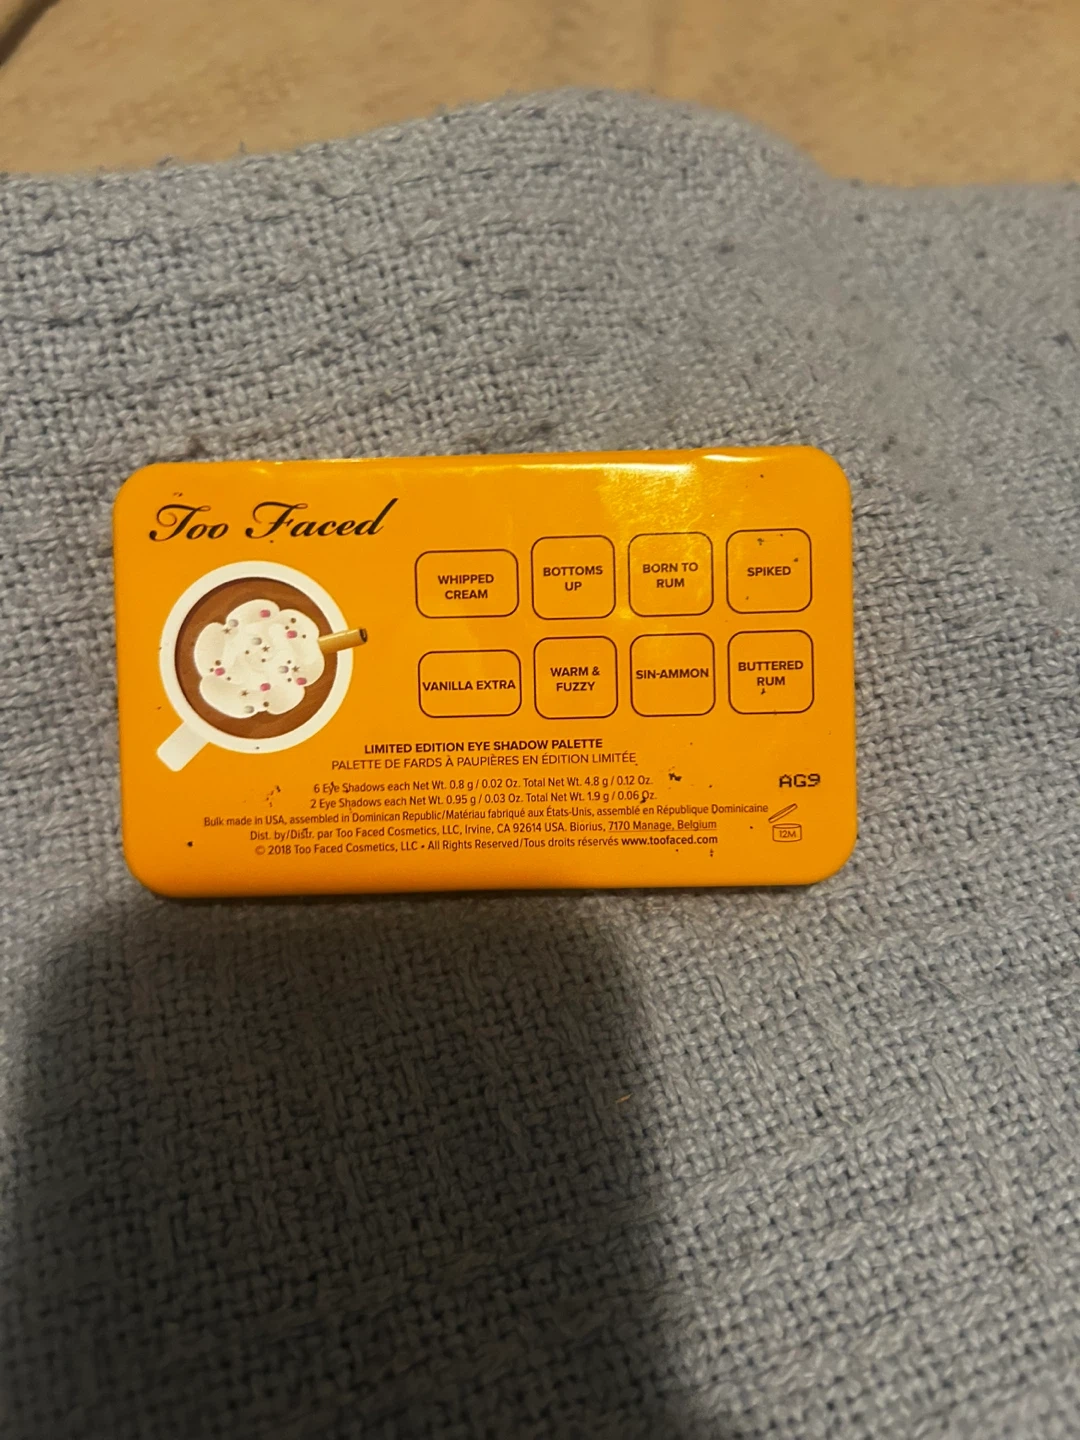 Too Faced
WHIPPED
CREAM
BOTTOMS
UP
BORN TO
RUM
SPIKED
VANILLA EXTRA
WARM &
FUZZY
SIN-AMMON
BUTTERED
RUM
LIMITED EDITION EYE SHADOW PALETTE
PALETTE DE FARDS À PAUPIÈRES EN ÉDITION LIMITÉE
6 Eye Shadows each Net Wt. 0.8 g / 0.02 Oz. Total Net Wt. 4.8 g / 0.12 Oz.
2 Eye Shadows each Net Wt. 0.95 g / 0.03 Oz. Total Net Wt. 1.9 g / 0.06 Oz.
Bulk made in USA, assembled in Dominican Republic/Matériau fabriqué aux États-Unis, assemblé en République Dominicaine
Dist. by/Distr. par Too Faced Cosmetics, LLC, Irvine, CA 92614 USA. Biorius, 7170 Manage, Belgium
© 2018 Too Faced Cosmetics, LLC • All Rights Reserved/Tous droits réservés www.toofaced.com
AG9
12M